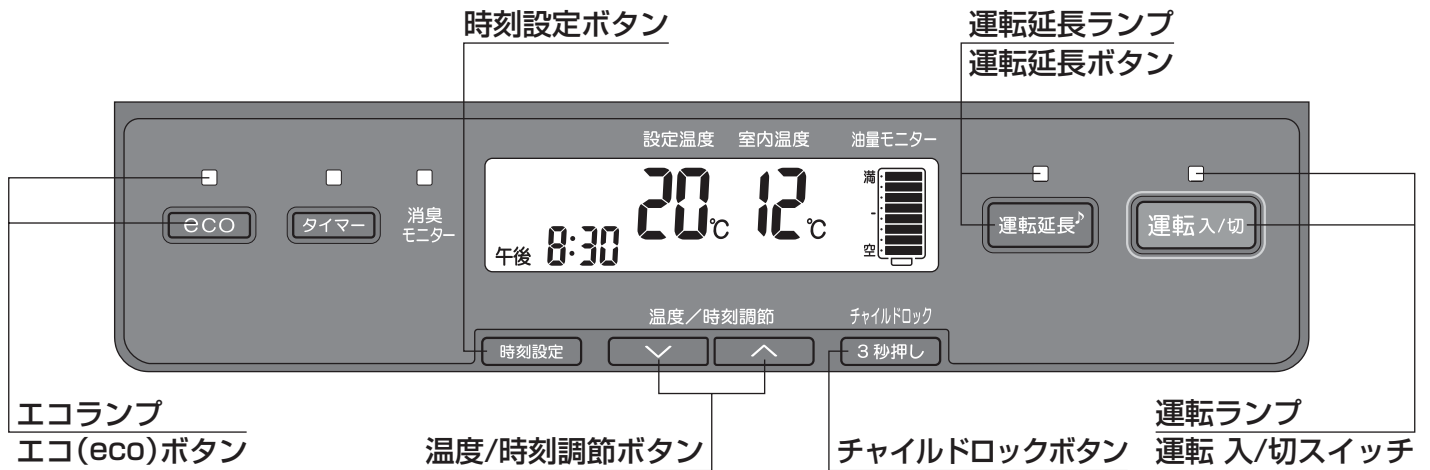 時刻設定ボタン
運転延長ランプ
運転延長ボタン
設定温度 室内温度 油量モニター
eco
タイマー
消臭
モニター
午後 8:30
20℃
12℃
満
-
空
運転延長♪
運転 入/切
温度／時刻調節
チャイルドロック
時刻設定
3秒押し
エコランプ
エコ(eco)ボタン
温度/時刻調節ボタン
チャイルドロックボタン
運転ランプ
運転 入/切スイッチ